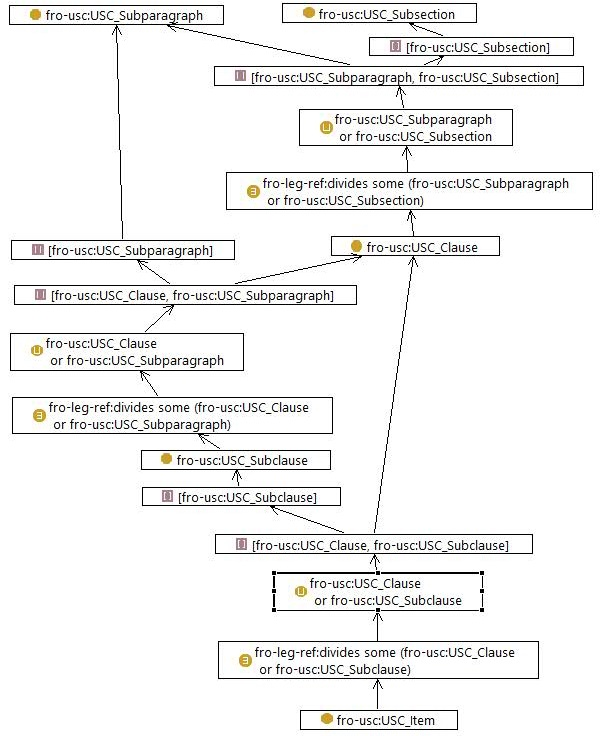 fro-usc:USC_Subparagraph
fro-usc:USC_Subsection
[fro-usc:USC_Subsection]
[fro-usc:USC_Subparagraph, fro-usc:USC_Subsection]
fro-usc:USC_Subparagraph
or fro-usc:USC_Subsection
fro-leg-ref:divides some (fro-usc:USC_Subparagraph
or fro-usc:USC_Subsection)
[fro-usc:USC_Subparagraph]
fro-usc:USC_Clause
[fro-usc:USC_Clause, fro-usc:USC_Subparagraph]
fro-usc:USC_Clause
or fro-usc:USC_Subparagraph
fro-leg-ref:divides some (fro-usc:USC_Clause
or fro-usc:USC_Subparagraph)
fro-usc:USC_Subclause
[fro-usc:USC_Subclause]
[fro-usc:USC_Clause, fro-usc:USC_Subclause]
fro-usc:USC_Clause
or fro-usc:USC_Subclause
fro-leg-ref:divides some (fro-usc:USC_Clause
or fro-usc:USC_Subclause)
fro-usc:USC_Item